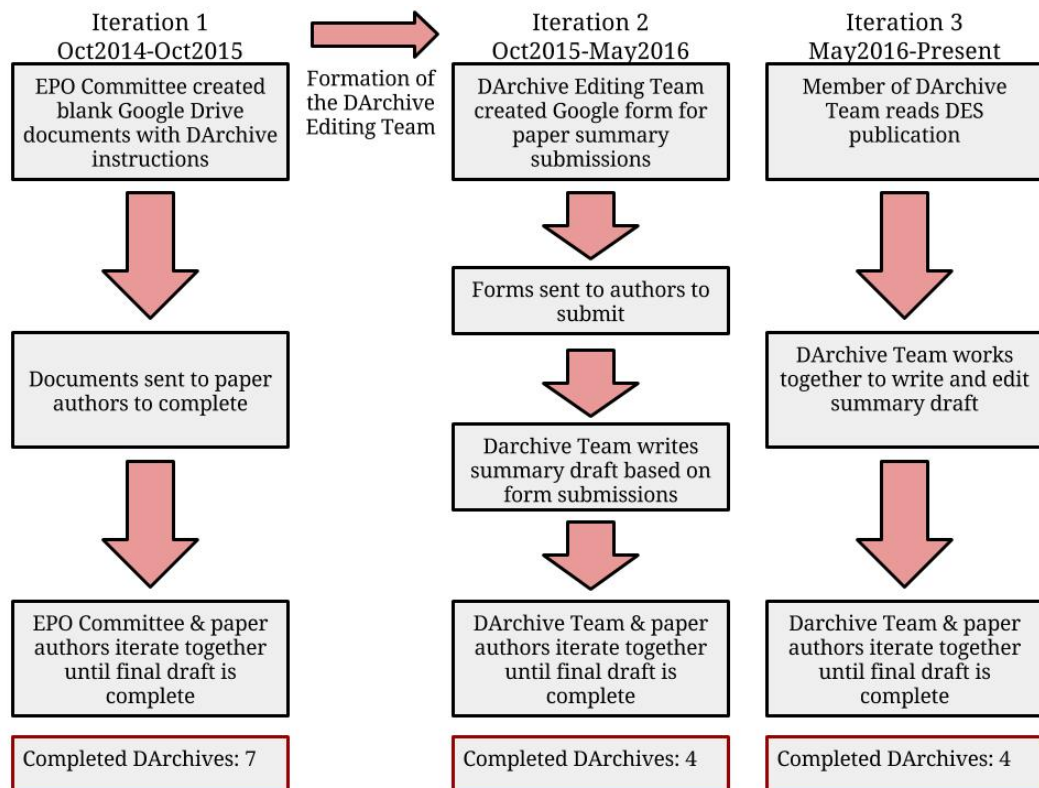 Iteration 1
Oct2014-Oct2015
EPO Committee created
blank Google Drive
documents with DArchive
instructions
Documents sent to paper
authors to complete
EPO Committee & paper
authors iterate together
until final draft is
complete
Completed DArchives: 7
Formation of
the DArchive
Editing Team
Iteration 2
Oct2015-May2016
DArchive Editing Team
created Google form for
paper summary
submissions
Forms sent to authors to
submit
Darchive Team writes
summary draft based on
form submissions
DArchive Team & paper
authors iterate together
until final draft is
complete
Completed DArchives: 4
Iteration 3
May2016-Present
Member of DArchive
Team reads DES
publication
DArchive Team works
together to write and edit
summary draft
Darchive Team & paper
authors iterate together
until final draft is
complete
Completed DArchives: 4